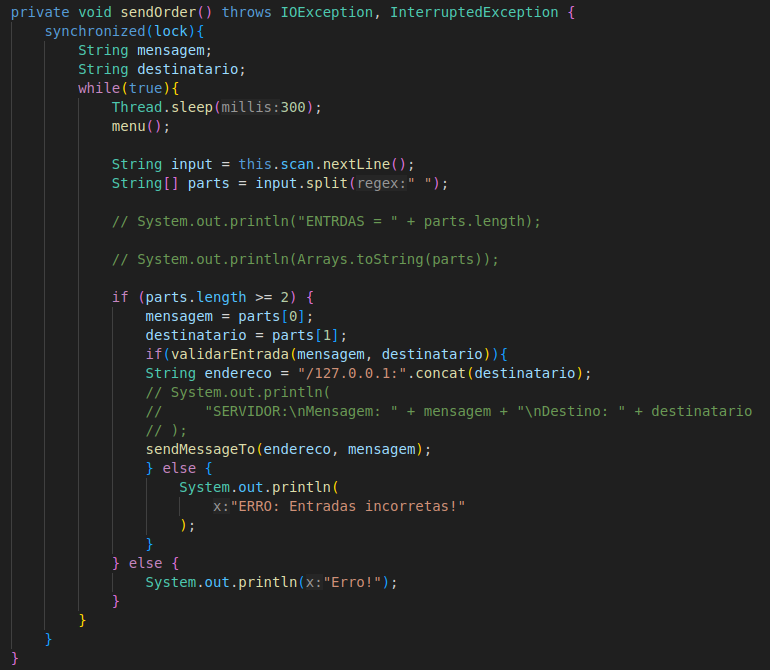 private void sendOrder() throws IOException, InterruptedException {
    synchronized(lock){
        String mensagem;
        String destinatario;
        while(true){
            Thread.sleep(millis:300);
            menu();

            String input = this.scan.nextLine();
            String[] parts = input.split(regex:" ");

            // System.out.println("ENTRDAS = " + parts.length);

            // System.out.println(Arrays.toString(parts));

            if (parts.length >= 2) {
                mensagem = parts[0];
                destinatario = parts[1];
                if(validarEntrada(mensagem, destinatario)){
                String endereco = "/127.0.0.1:".concat(destinatario);
                // System.out.println(
                //     "SERVIDOR:\nMensagem: " + mensagem + "\nDestino: " + destinatario
                // );
                sendMessageTo(endereco, mensagem);
                } else {
                    System.out.println(
                        x:"ERRO: Entradas incorretas!"
                    );
                }
            } else {
                System.out.println(x:"Erro!");
            }
        }
    }
}